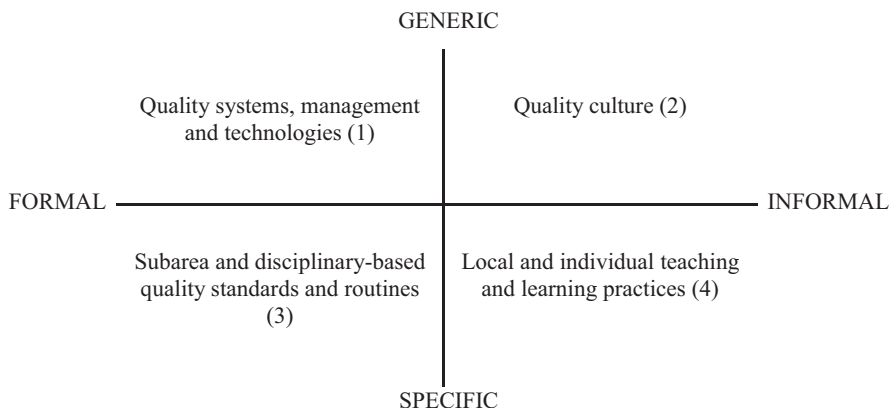 GENERIC
Quality systems, management
and technologies (1)
Quality culture (2)
FORMAL
INFORMAL
Subarea and disciplinary-based
quality standards and routines
(3)
Local and individual teaching
and learning practices (4)
SPECIFIC